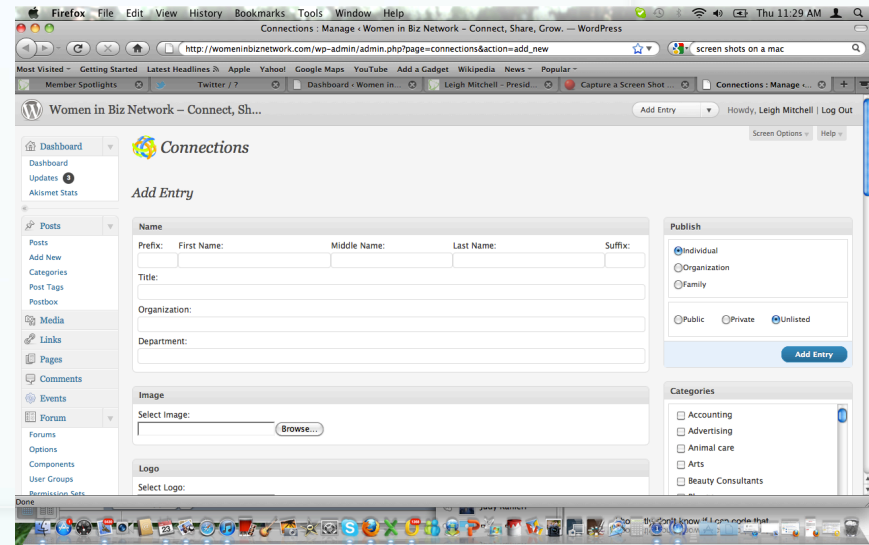 Firefox File Edit View History Bookmarks Tools Window Help Thu 11:29 AM
Connections : Manage ‹ Women in Biz Network – Connect, Share, Grow. — WordPress
http://womeninbiznetwork.com/wp-admin/admin.php?page=connections&action=add_new screen shots on a mac
Most Visited Getting Started Latest Headlines Apple Yahoo! Google Maps YouTube Add a Gadget Wikipedia News Popular
Member Spotlights Twitter / ? Dashboard ‹ Women in... Leigh Mitchell – Presid... Capture a Screen Shot ... Connections : Manage ‹...
Women in Biz Network – Connect, Sh... Add Entry Howdy, Leigh Mitchell | Log Out
Screen Options Help
Dashboard
Dashboard
Updates 3
Akismet Stats
Posts
Posts
Add New
Categories
Post Tags
Postbox
Media
Links
Pages
Comments
Events
Forum
Forums
Options
Components
User Groups
Permission Sets
Connections
Add Entry
Name
Prefix: First Name: Middle Name: Last Name: Suffix:
Title:
Organization:
Department:
Image
Select Image:
Browse...
Logo
Select Logo:
Publish
Individual
Organization
Family
Public Private Unlisted
Add Entry
Categories
Accounting
Advertising
Animal care
Arts
Beauty Consultants
Done